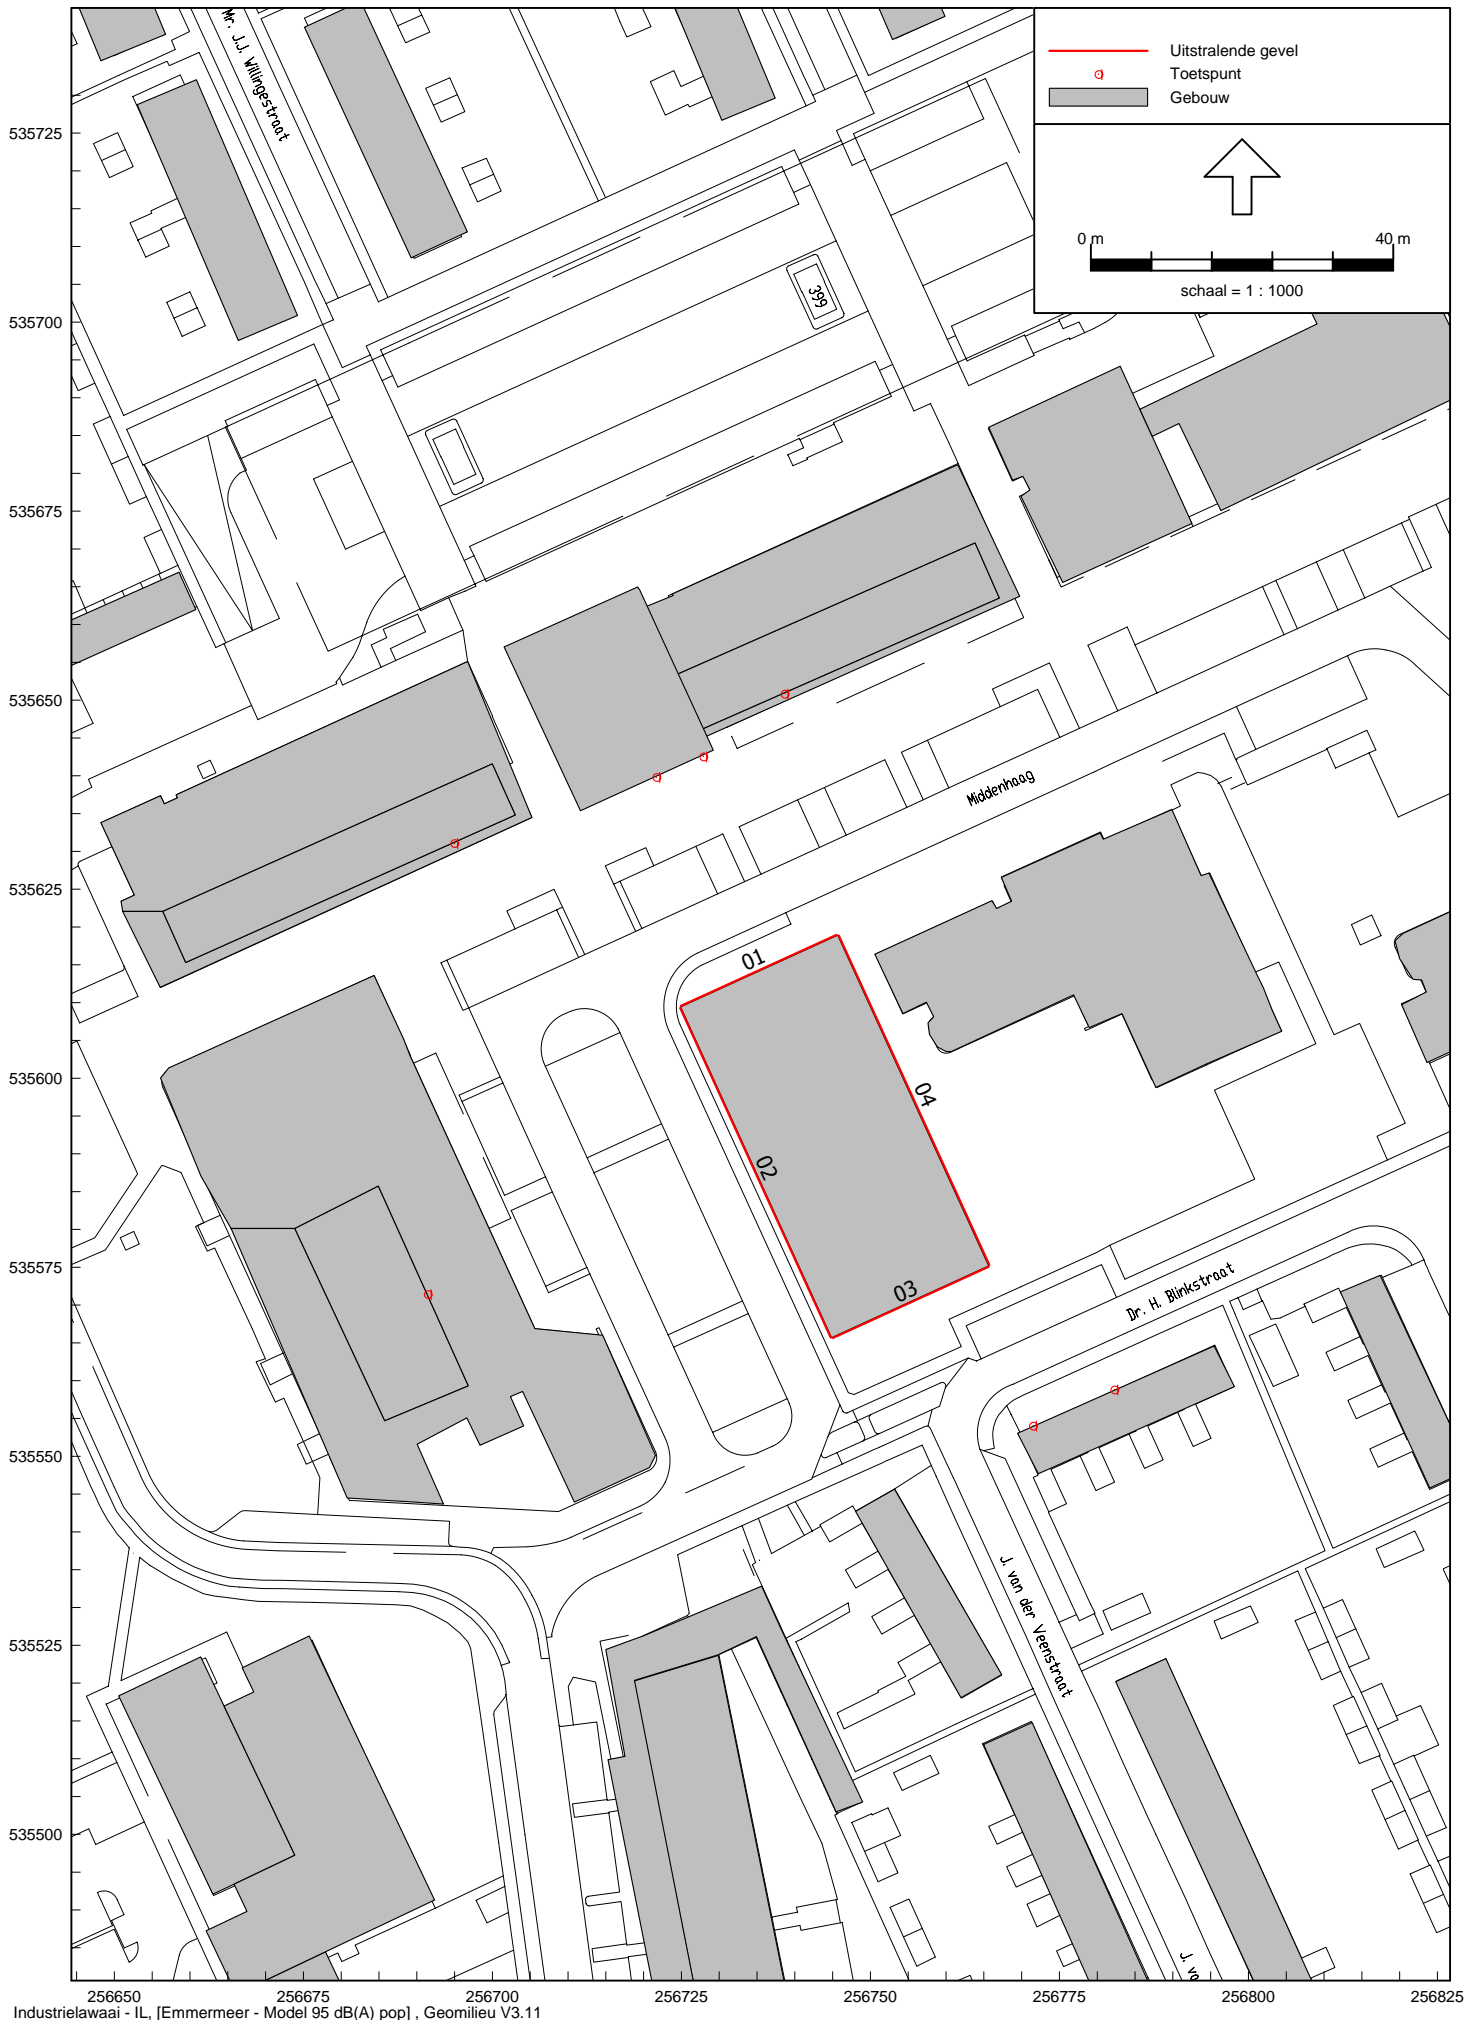 Uitstralende gevel
Toetspunt
Gebouw
0 m
40 m
schaal = 1 : 1000
Mr. J.J. Willingestraat
399
Middenhaag
01
02
03
04
Dr. H. Blinkstraat
J. van der Veenstraat
J. vo
535725
535700
535675
535650
535625
535600
535575
535550
535525
535500
256650
256675
256700
256725
256750
256775
256800
256825
Industrielawaai - IL, [Emmermeer - Model 95 dB(A) pop] , Geomilieu V3.11